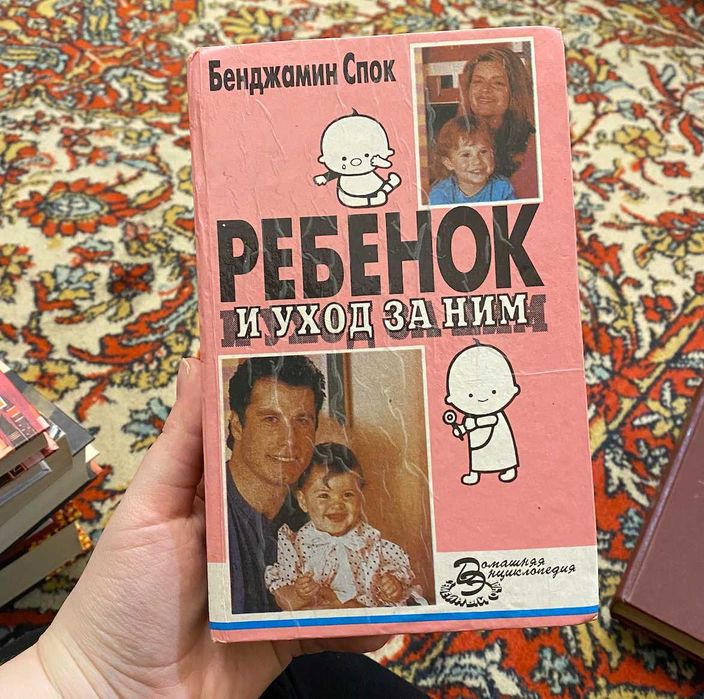 Бенджамин Спок
РЕБЕНОК
И УХОД ЗА НИМ
Домашняя
Энциклопедия